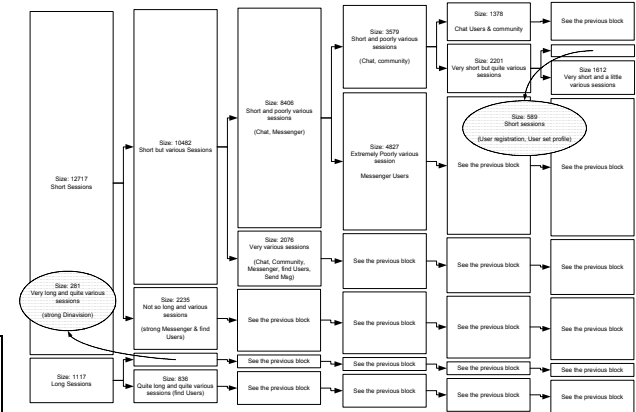 Size: 12717
Short Sessions
Size: 281
Very long and quite various
sessions
(strong Dinavision)
Size: 1117
Long Sessions
Size: 10482
Short but various Sessions
Size: 2235
Not so long and various
sessions
(strong Messenger & find
Users)
Size: 836
Quite long and quite various
sessions (find Users)
Size: 8406
Short and poorly various
sessions
(Chat, Messenger)
Size: 2076
Very various sessions
(Chat, Community,
Messenger, find Users,
Send Msg)
See the previous block
See the previous block
See the previous block
Size: 3579
Short and poorly various
sessions
(Chat, community)
Size: 4827
Extremely Poorly various
session
Messenger Users
See the previous block
See the previous block
See the previous block
See the previous block
Size: 1378
Chat Users & community
Size: 2201
Very short but quite various
sessions
Size: 589
Short sessions
(User registration, User set profile)
See the previous block
See the previous block
See the previous block
See the previous block
See the previous block
See the previous block
Size 1612
Very short and a little
various sessions
See the previous block
See the previous block
See the previous block
See the previous block
See the previous block